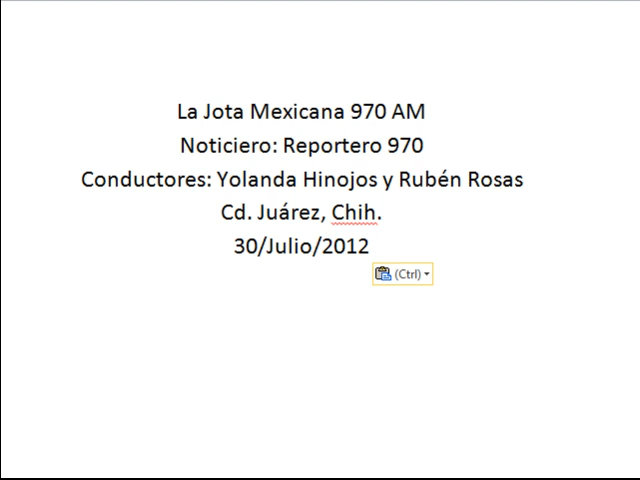 La Jota Mexicana 970 AM
Noticiero: Reportero 970
Conductores: Yolanda Hinojos y Rubén Rosas
Cd. Juárez, Chih.
30/Julio/2012
(Ctrl)